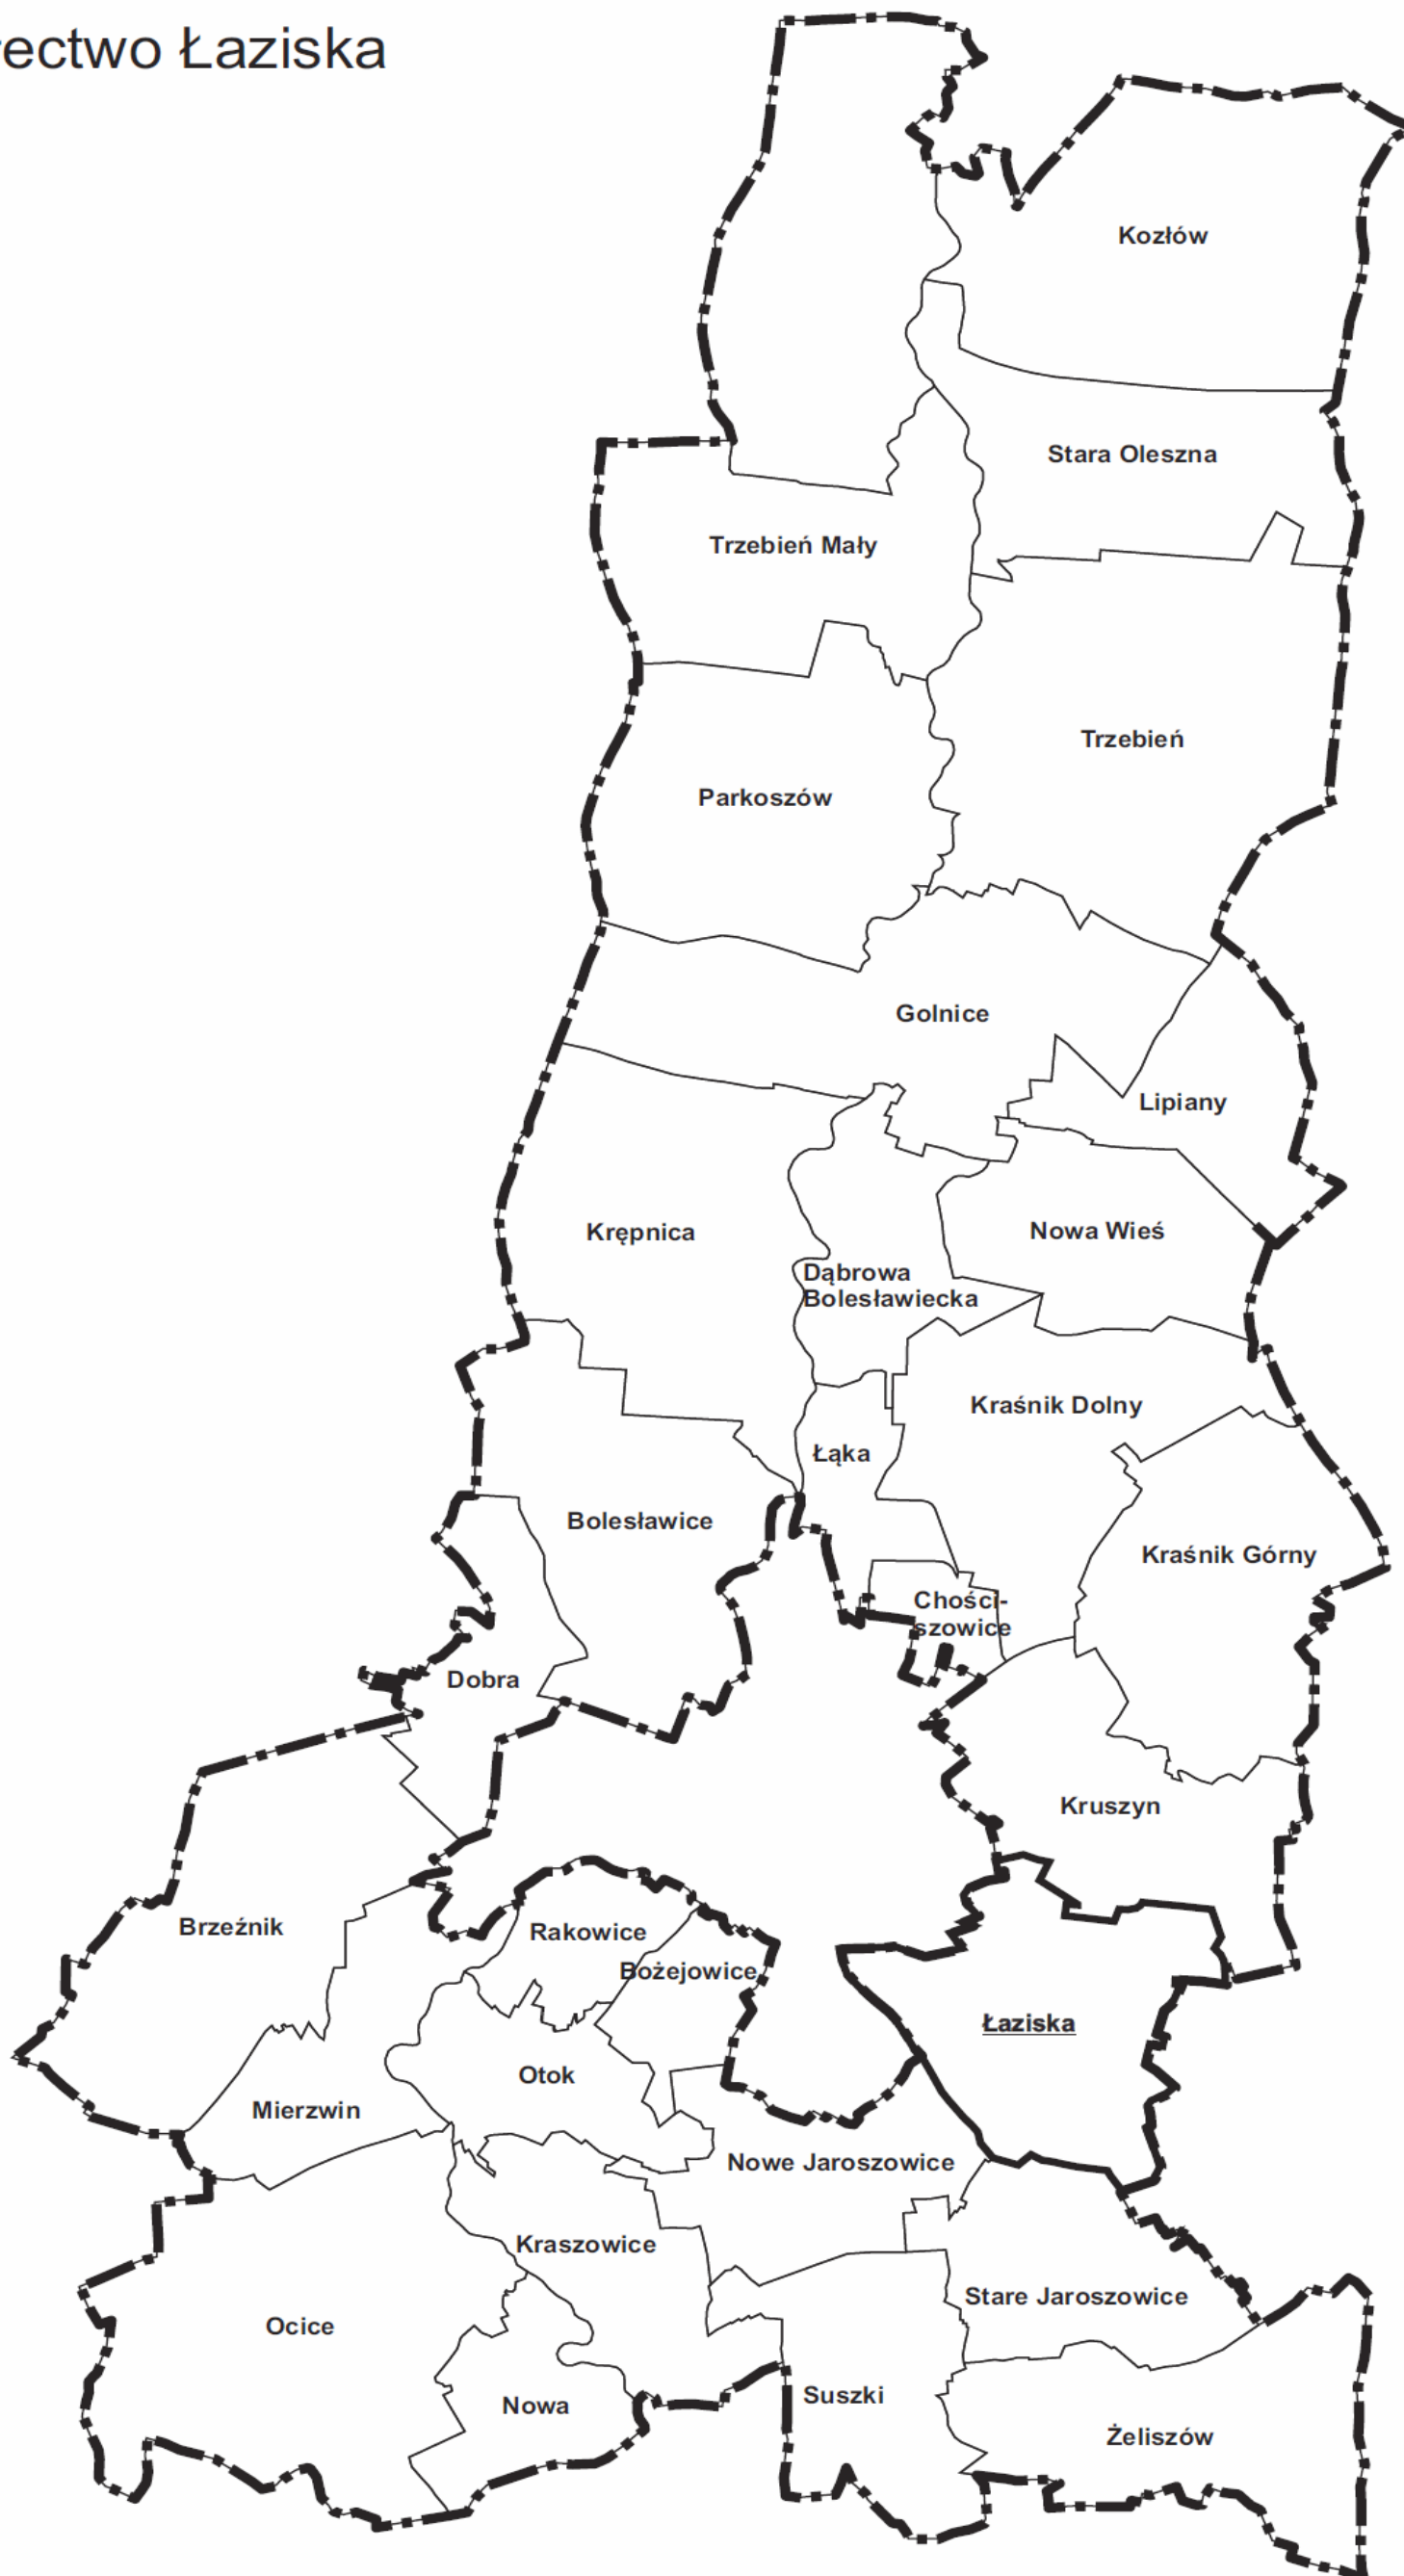 rectwo Łaziska
Kozłów
Stara Oleszna
Trzebień Mały
Trzebień
Parkoszów
Golnice
Lipiany
Krępnica
Nowa Wieś
Dąbrowa
Bolesławiecka
Kraśnik Dolny
Łąka
Bolesławice
Kraśnik Górny
Chości-
szowice
Dobra
Kruszyn
Brzeźnik
Rakowice
Bożejowice
Łaziska
Otok
Mierzwin
Nowe Jaroszowice
Kraszowice
Stare Jaroszowice
Ocice
Suszki
Nowa
Żeliszów